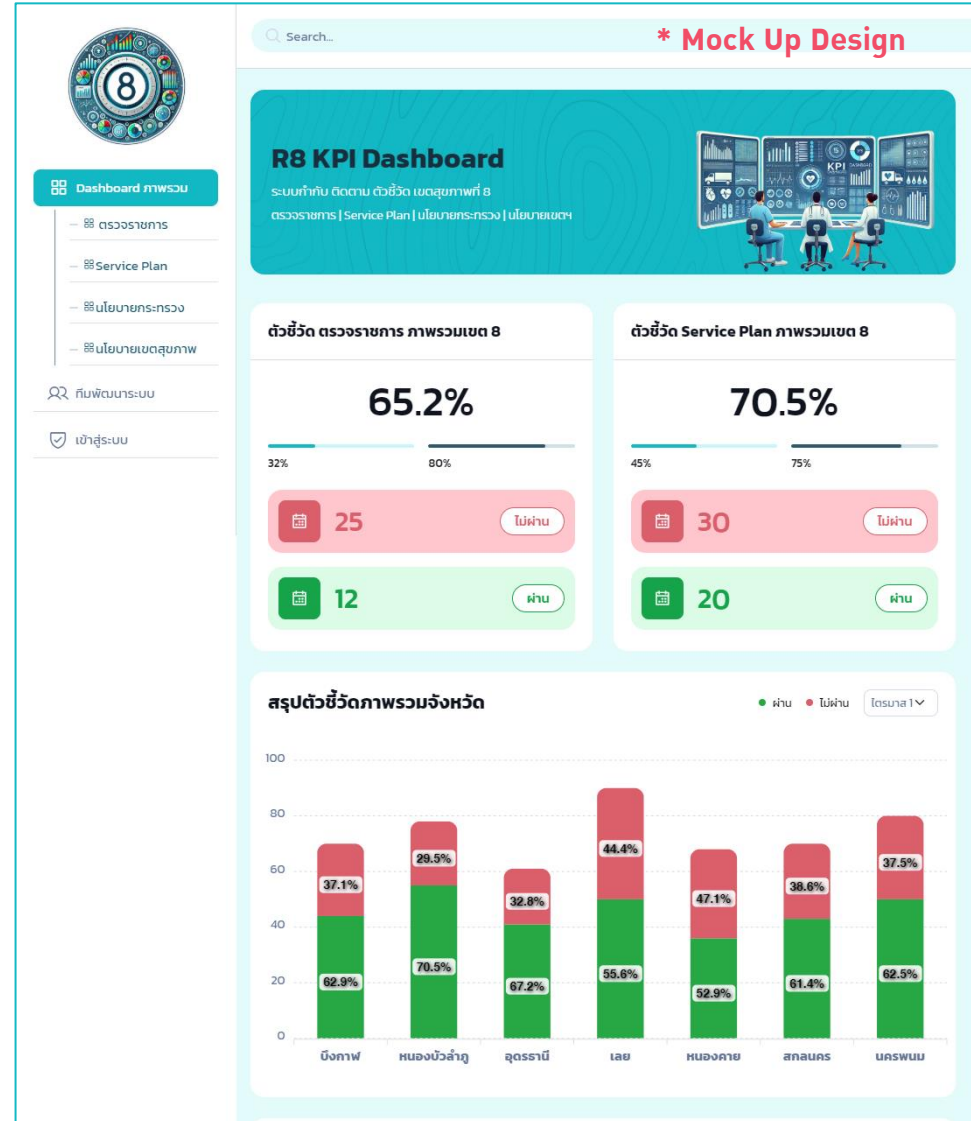 Search...
* Mock Up Design
8
Dashboard ภาพรวม
ตรวจราชการ
Service Plan
นโยบายกระทรวง
นโยบายเขตสุขภาพ
ทีมพัฒนาระบบ
เข้าสู่ระบบ
R8 KPI Dashboard
ระบบกำกับ ติดตาม ตัวชี้วัด เขตสุขภาพที่ 8
ตรวจราชการ | Service Plan | นโยบายกระทรวง | นโยบายเขตฯ
KPI
ตัวชี้วัด ตรวจราชการ ภาพรวมเขต 8
65.2%
32% 80%
25 ไม่ผ่าน
12 ผ่าน
ตัวชี้วัด Service Plan ภาพรวมเขต 8
70.5%
45% 75%
30 ไม่ผ่าน
20 ผ่าน
สรุปตัวชี้วัดภาพรวมจังหวัด
ผ่าน ไม่ผ่าน ไตรมาส 1
100
80
60
40
20
0
37.1% 29.5% 32.8% 44.4% 47.1% 38.6% 37.5%
62.9% 70.5% 67.2% 55.6% 52.9% 61.4% 62.5%
บึงกาฬ หนองบัวลำภู อุดรธานี เลย หนองคาย สกลนคร นครพนม